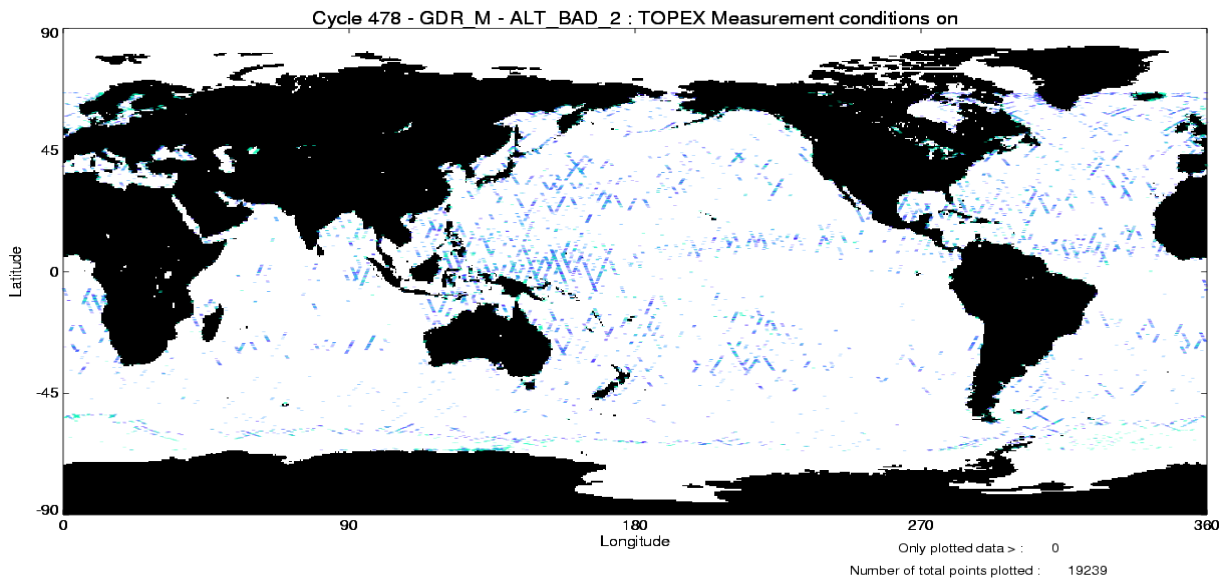 Cycle 478 - GDR_M - ALT_BAD_2 : TOPEX Measurement conditions on
90
45
0
-45
-90
Latitude
0 90 180 270 360
Longitude
Only plotted data > : 0
Number of total points plotted : 19239